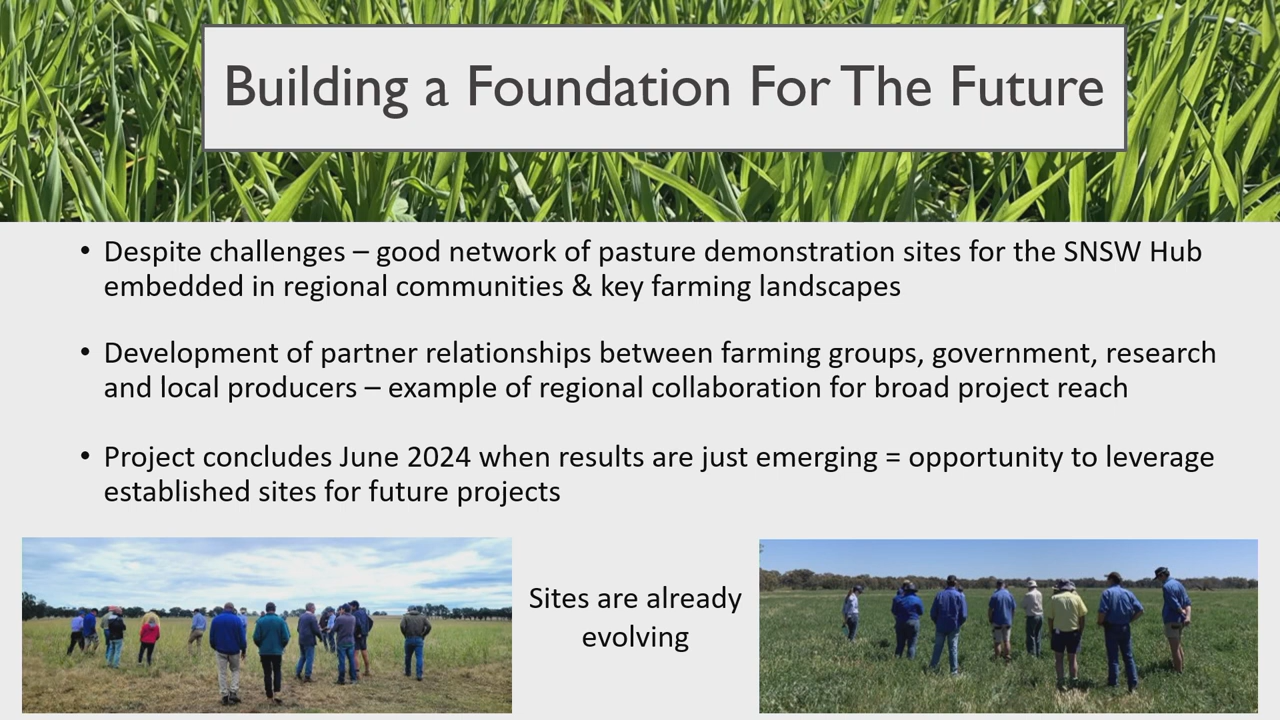 Building a Foundation For The Future
• Despite challenges – good network of pasture demonstration sites for the SNSW Hub
embedded in regional communities & key farming landscapes
• Development of partner relationships between farming groups, government, research
and local producers – example of regional collaboration for broad project reach
• Project concludes June 2024 when results are just emerging = opportunity to leverage
established sites for future projects
Sites are already
evolving